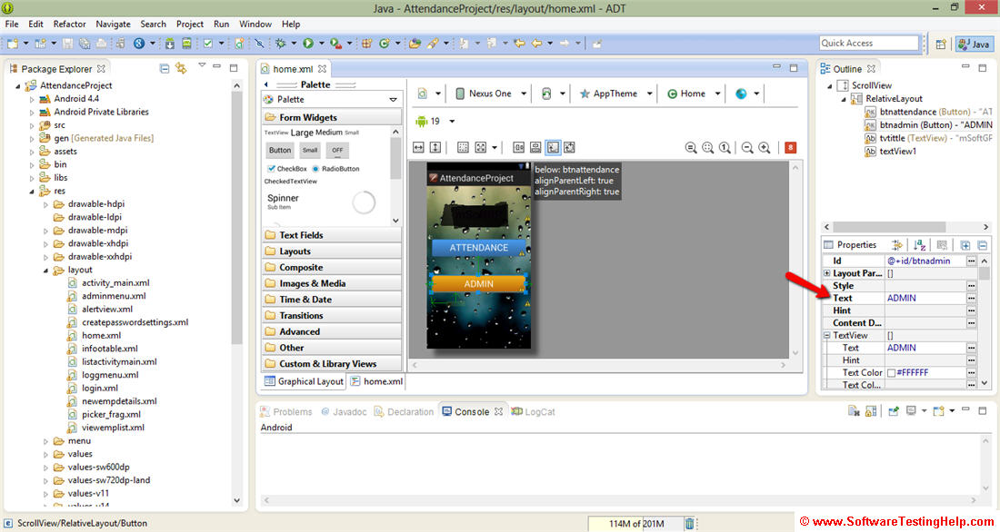 Java - AttendanceProject/res/layout/home.xml - ADT
File Edit Refactor Navigate Search Project Run Window Help
Quick Access
Java
Package Explorer
AttendanceProject
Android 4.4
Android Private Libraries
src
gen [Generated Java Files]
assets
bin
libs
res
drawable-hdpi
drawable-ldpi
drawable-mdpi
drawable-xhdpi
drawable-xxhdpi
layout
activity_main.xml
adminmenu.xml
alertview.xml
createpasswordsettings.xml
home.xml
infootable.xml
listactivitymain.xml
loggmenu.xml
login.xml
newempdetails.xml
picker_frag.xml
viewemplist.xml
menu
values
values-sw600dp
values-sw720dp-land
values-v11
values-v14
home.xml
Palette
Palette
Form Widgets
TextView Large Medium Small
Button Small OFF
CheckBox RadioButton
CheckedTextView
Spinner
Sub Item
Text Fields
Layouts
Composite
Images & Media
Time & Date
Transitions
Advanced
Other
Custom & Library Views
Graphical Layout home.xml
Nexus One AppTheme Home
19
8
AttendanceProject
ATTENDANCE
ADMIN
below: btnattendance
alignParentLeft: true
alignParentRight: true
Outline
ScrollView
RelativeLayout
btnattendance (Button) - "AT
btnadmin (Button) - "ADMIN
tvtittle (TextView) - "mSoftGP
textView1
Properties
Id @+id/btnadmin
Layout Par... []
Style
Text ADMIN
Hint
Content D...
TextView []
Text ADMIN
Hint
Text Color #FFFFFF
Text Col...
Problems @ Javadoc Declaration Console LogCat
Android
ScrollView/RelativeLayout/Button
114M of 201M
© www.SoftwareTestingHelp.com